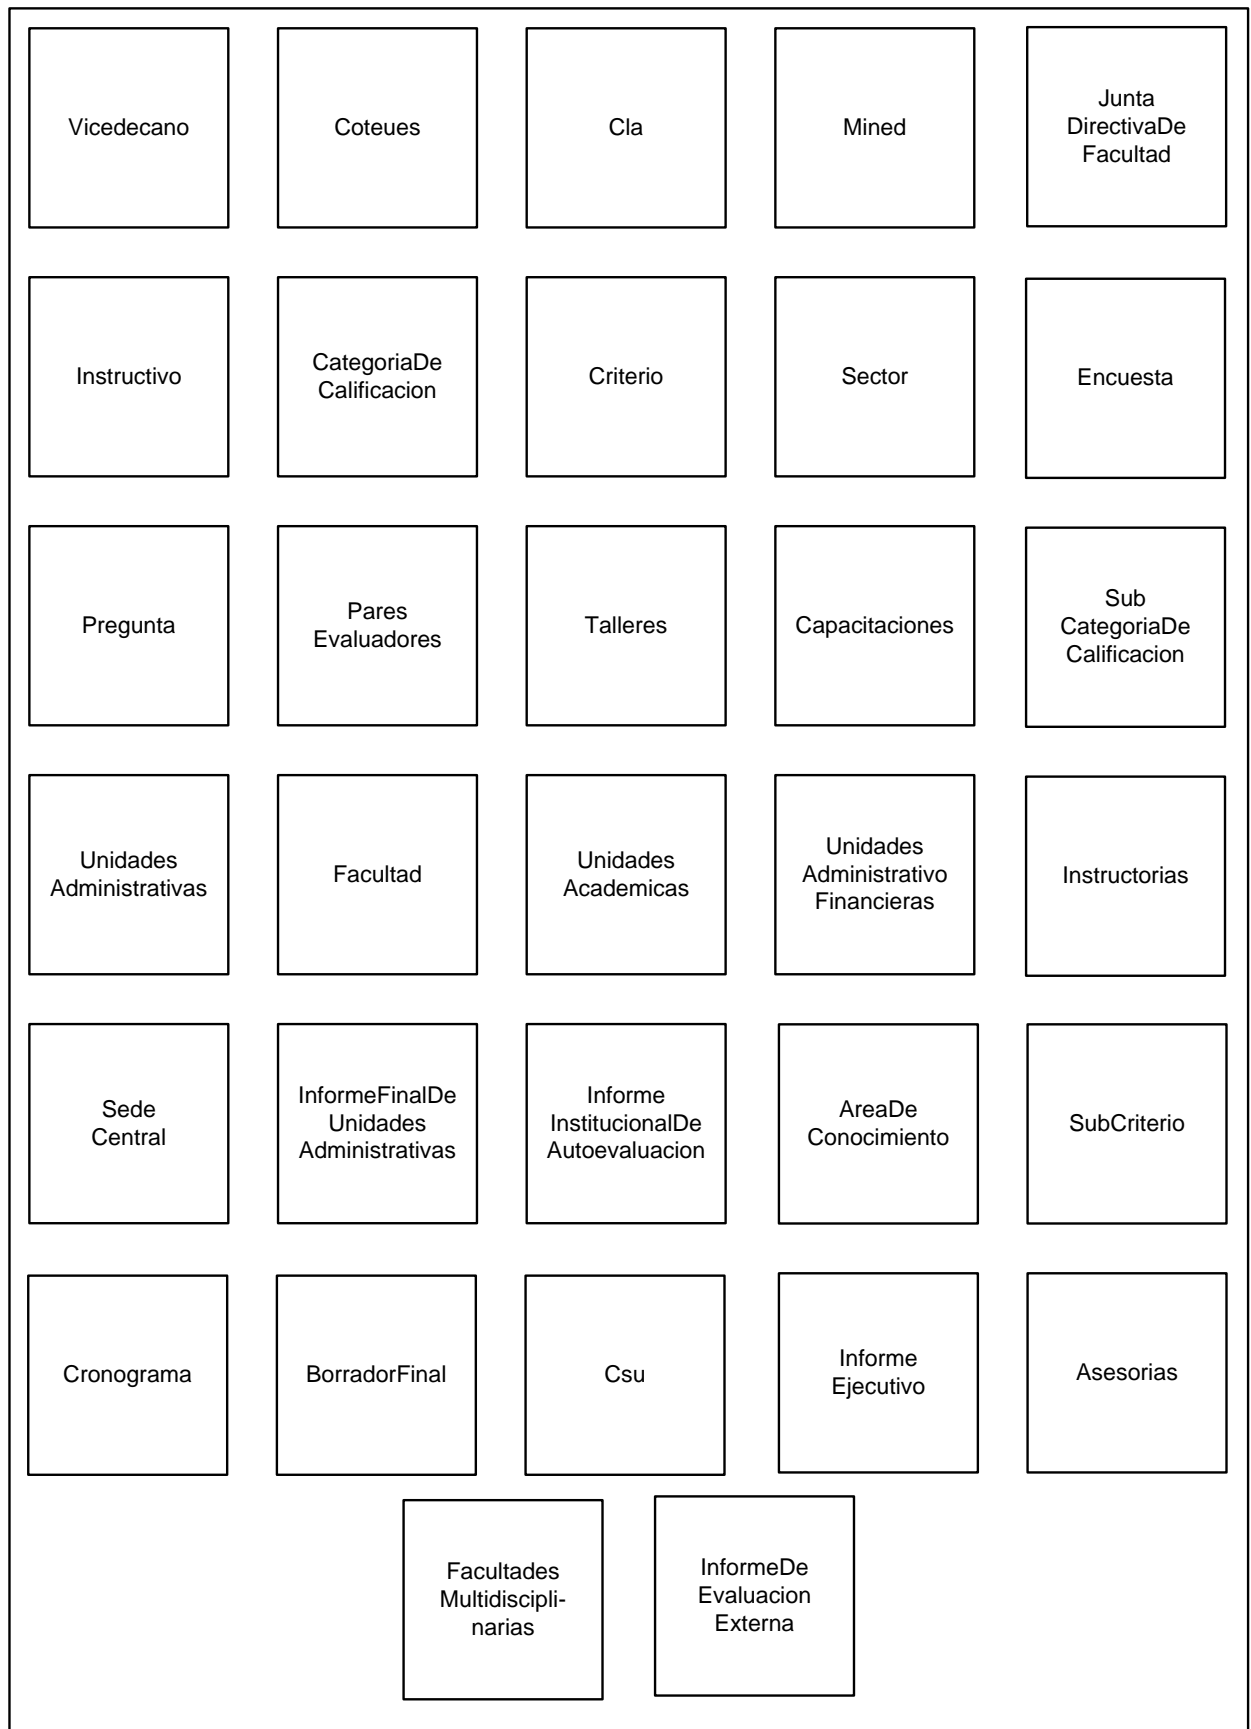 Vicedecano
Coteues
Cla
Mined
Junta
DirectivaDe
Facultad
Instructivo
CategoriaDe
Calificacion
Criterio
Sector
Encuesta
Pregunta
Pares
Evaluadores
Talleres
Capacitaciones
Sub
CategoriaDe
Calificacion
Unidades
Administrativas
Facultad
Unidades
Academicas
Unidades
Administrativo
Financieras
Instructorias
Sede
Central
InformeFinalDe
Unidades
Administrativas
Informe
InstitucionalDe
Autoevaluacion
AreaDe
Conocimiento
SubCriterio
Cronograma
BorradorFinal
Csu
Informe
Ejecutivo
Asesorias
Facultades
Multidiscipli-
narias
InformeDe
Evaluacion
Externa